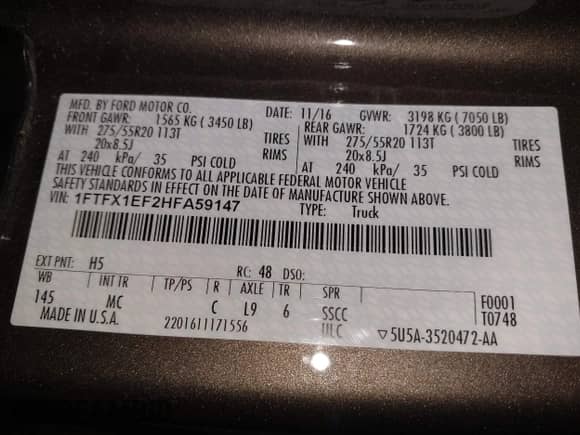 MFD. BY FORD MOTOR CO. DATE: 11/16 GVWR: 3198 KG ( 7050 LB)
FRONT GAWR: 1565 KG ( 3450 LB) REAR GAWR: 1724 KG ( 3800 LB)
WITH 275/55R20 113T TIRES WITH 275/55R20 113T TIRES
20x8.5J RIMS 20x8.5J RIMS
AT 240 kPa/ 35 PSI COLD AT 240 kPa/ 35 PSI COLD
THIS VEHICLE CONFORMS TO ALL APPLICABLE FEDERAL MOTOR VEHICLE
SAFETY STANDARDS IN EFFECT ON THE DATE OF MANUFACTURE SHOWN ABOVE.
VIN: 1FTFX1EF2HFA59147 TYPE: Truck
EXT PNT: H5 RC: 48 DSO:
WB INT TR TP/PS R AXLE TR SPR F0001
145 MC C L9 6 SSCC T0748
MADE IN U.S.A. 2201611171556 ULC ▽5U5A-3520472-AA